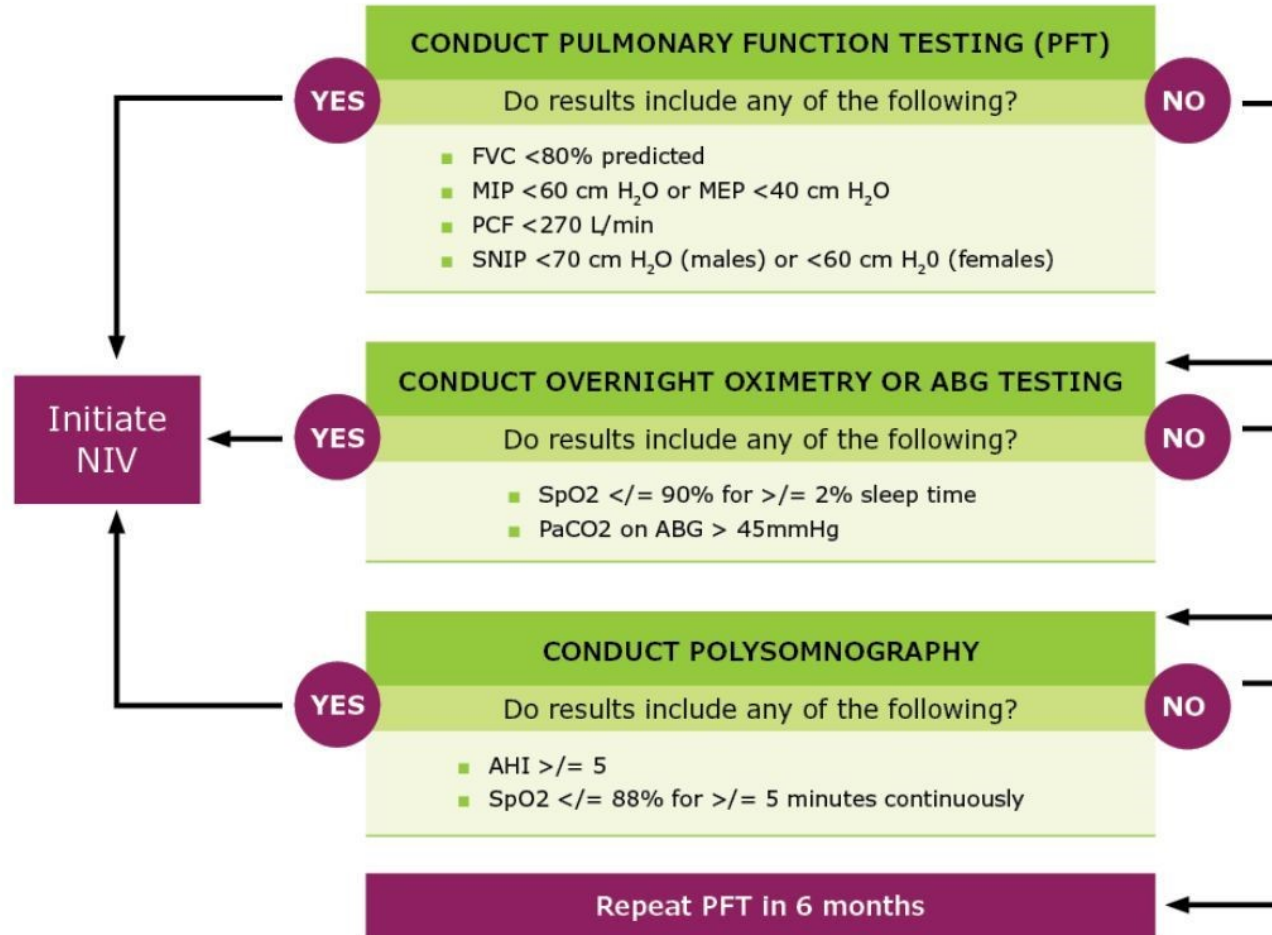 CONDUCT PULMONARY FUNCTION TESTING (PFT)
YES
Do results include any of the following?
NO
▪ FVC <80% predicted
▪ MIP <60 cm H₂O or MEP <40 cm H₂O
▪ PCF <270 L/min
▪ SNIP <70 cm H₂O (males) or <60 cm H₂0 (females)
Initiate
NIV
CONDUCT OVERNIGHT OXIMETRY OR ABG TESTING
YES
Do results include any of the following?
NO
▪ SpO2 </= 90% for >/= 2% sleep time
▪ PaCO2 on ABG > 45mmHg
CONDUCT POLYSOMNOGRAPHY
YES
Do results include any of the following?
NO
▪ AHI >/= 5
▪ SpO2 </= 88% for >/= 5 minutes continuously
Repeat PFT in 6 months